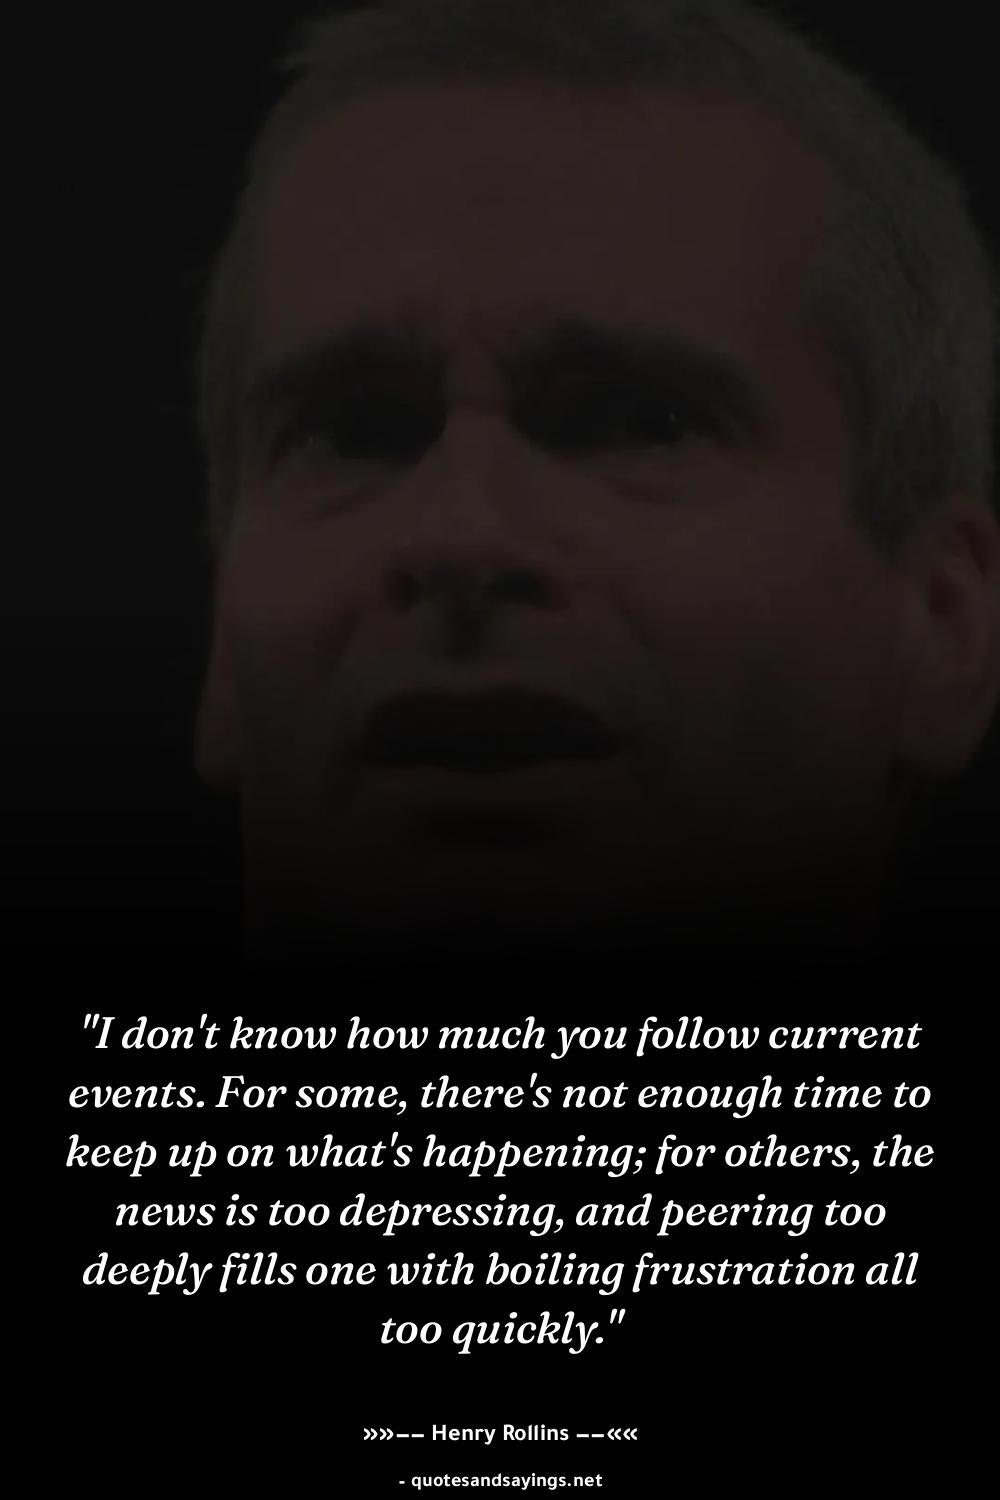 "I don't know how much you follow current
events. For some, there's not enough time to
keep up on what's happening; for others, the
news is too depressing, and peering too
deeply fills one with boiling frustration all
too quickly."
»»–– Henry Rollins ––««
- quotesandsayings.net